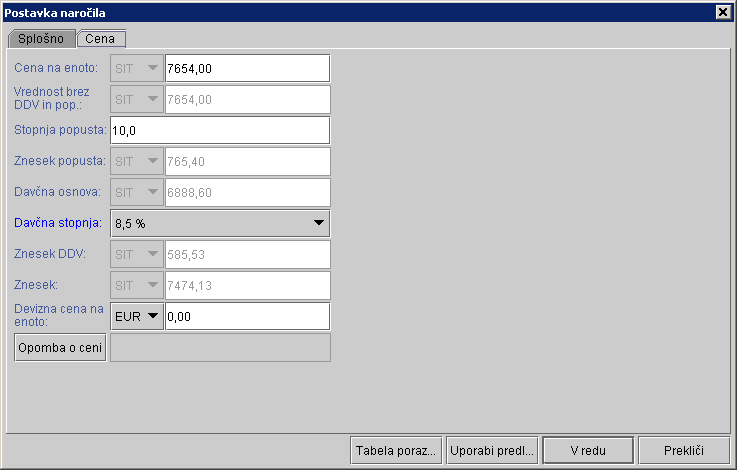 Postavka naročila
Splošno
Cena
Cena na enoto: SIT 7654,00
Vrednost brez
DDV in pop.: SIT 7654,00
Stopnja popusta: 10,0
Znesek popusta: SIT 765,40
Davčna osnova: SIT 6888,60
Davčna stopnja: 8,5 %
Znesek DDV: SIT 585,53
Znesek: SIT 7474,13
Devizna cena na
enoto: EUR 0,00
Opomba o ceni
Tabela poraz... Uporabi predl... V redu Prekliči